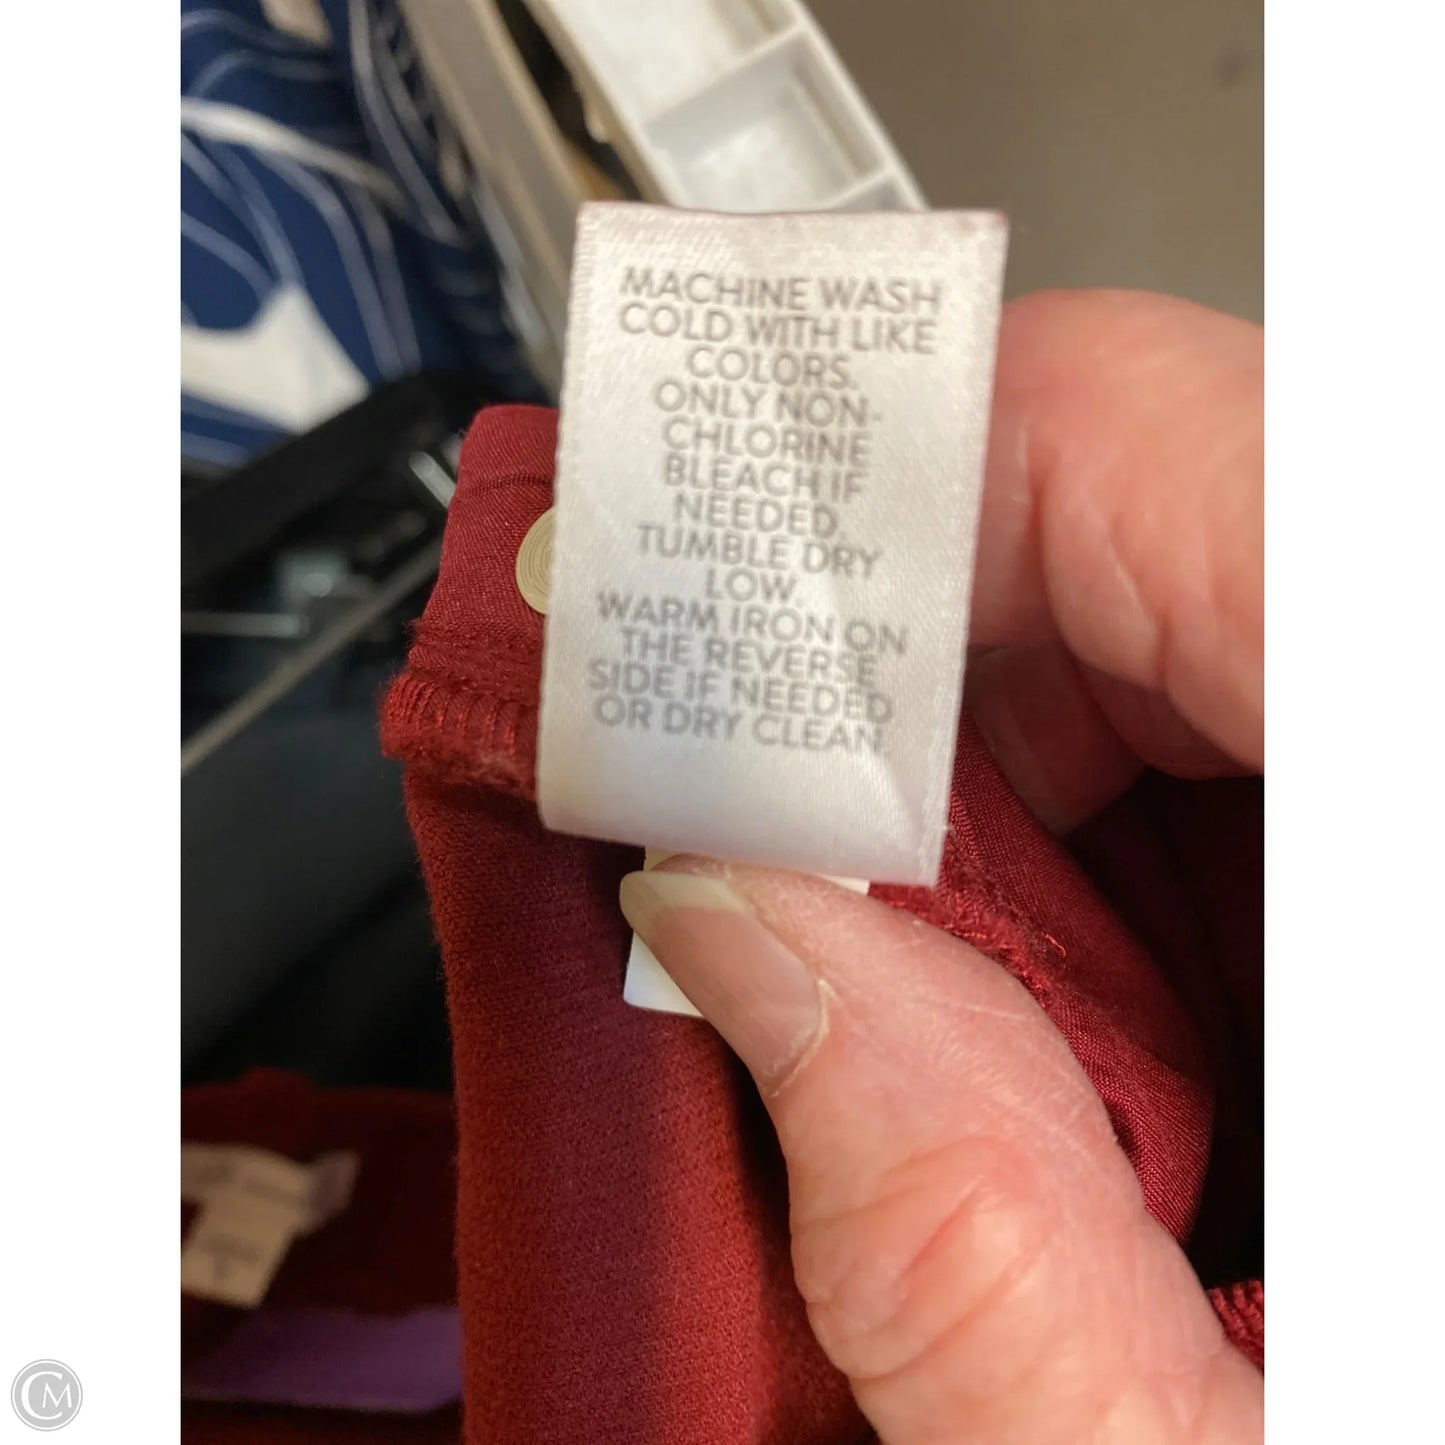 MACHINE WASH
COLD WITH LIKE
COLORS.
ONLY NON-
CHLORINE
BLEACH IF
NEEDED.
TUMBLE DRY
LOW.
WARM IRON ON
THE REVERSE
SIDE IF NEEDED
OR DRY CLEAN.
CM